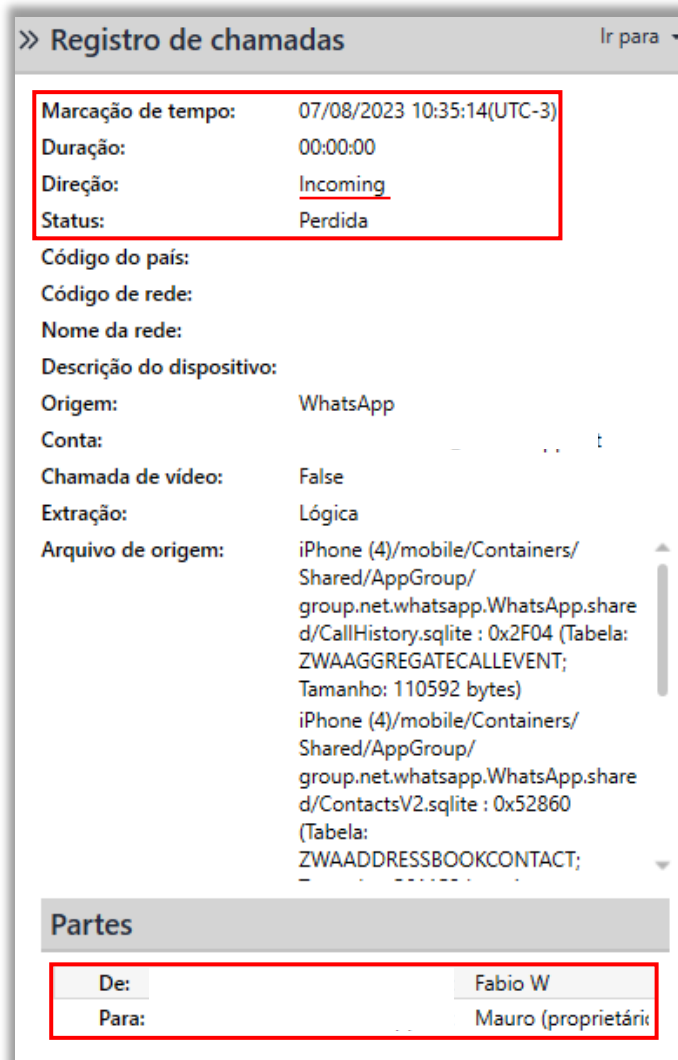 » Registro de chamadas Ir para
Marcação de tempo: 07/08/2023 10:35:14(UTC-3)
Duração: 00:00:00
Direção: Incoming
Status: Perdida
Código do país:
Código de rede:
Nome da rede:
Descrição do dispositivo:
Origem: WhatsApp
Conta:
Chamada de vídeo: False
Extração: Lógica
Arquivo de origem: iPhone (4)/mobile/Containers/
Shared/AppGroup/
group.net.whatsapp.WhatsApp.share
d/CallHistory.sqlite : 0x2F04 (Tabela:
ZWAAGGREGATECALLEVENT;
Tamanho: 110592 bytes)
iPhone (4)/mobile/Containers/
Shared/AppGroup/
group.net.whatsapp.WhatsApp.share
d/ContactsV2.sqlite : 0x52860
(Tabela:
ZWAADDRESSBOOKCONTACT;
Partes
De: Fabio W
Para: Mauro (proprietári